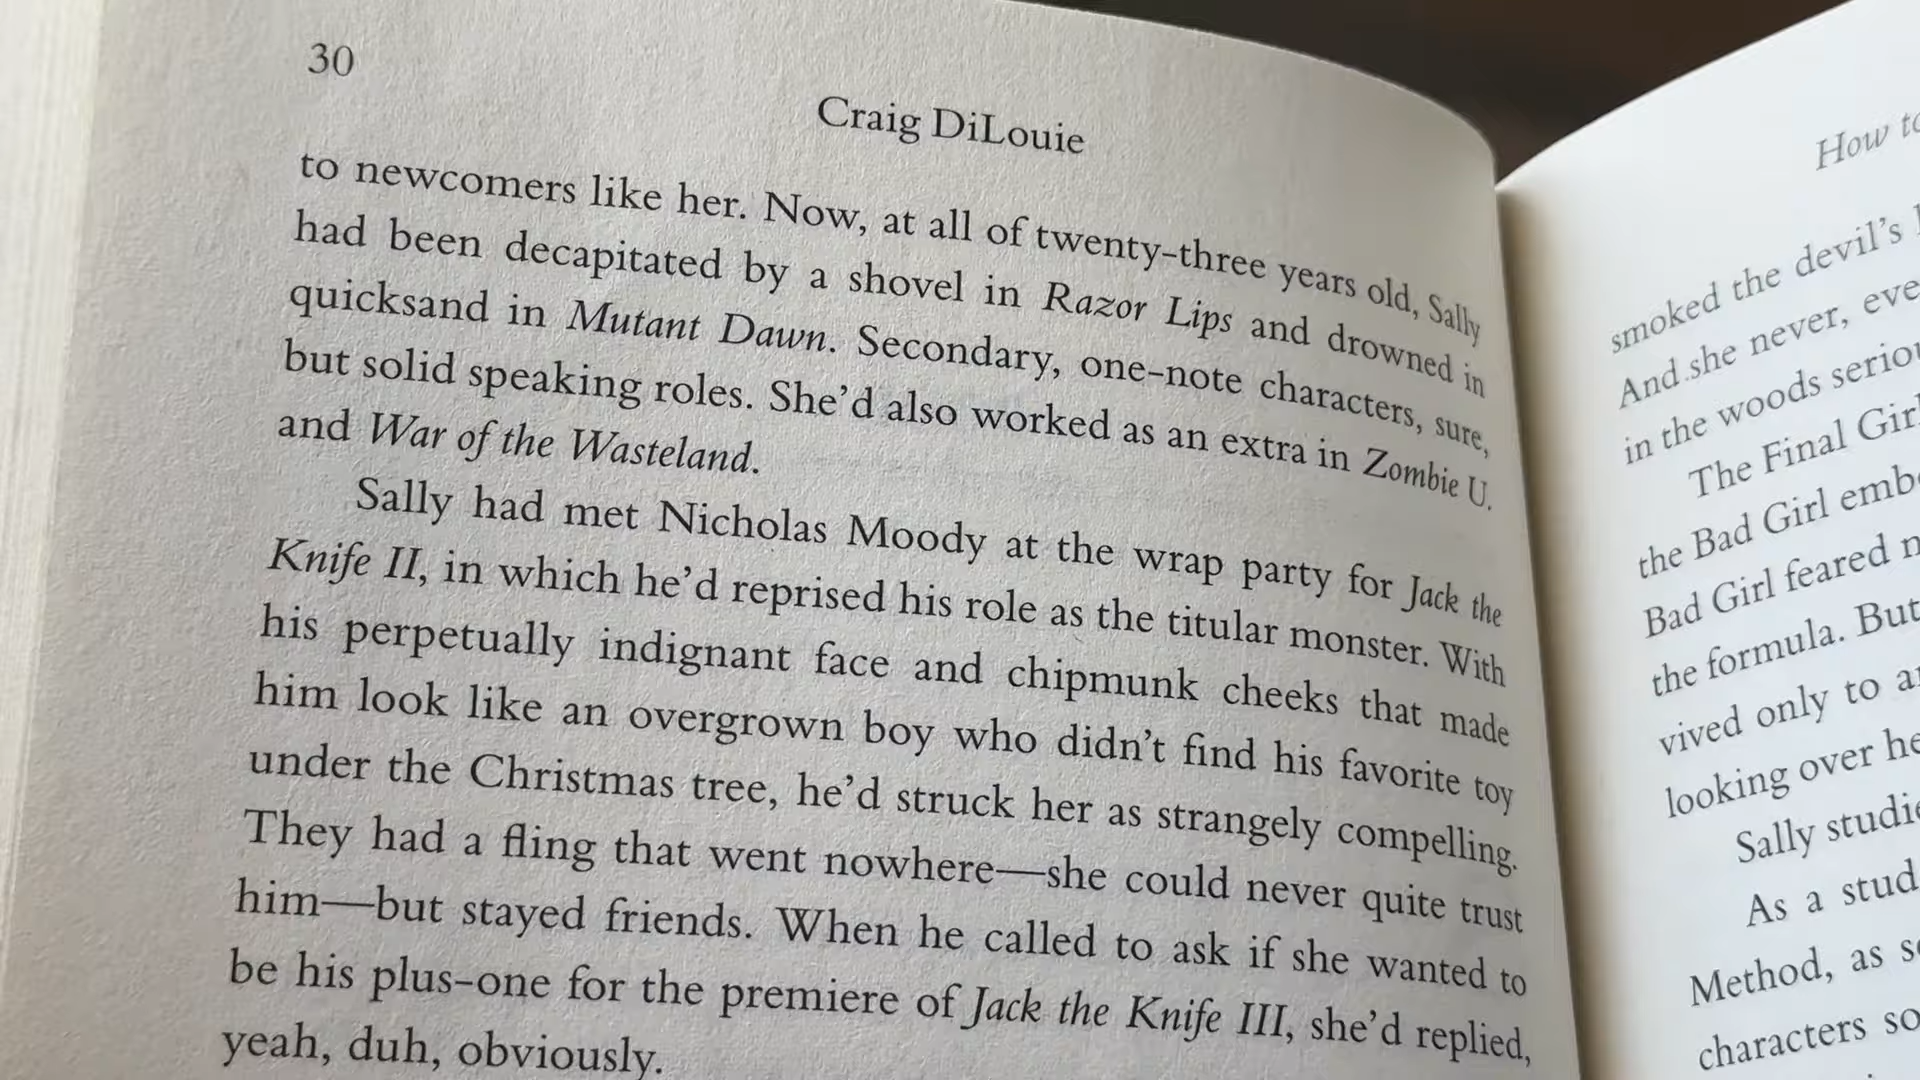 30
Craig DiLouie
to newcomers like her. Now, at all of twenty-three years old, Sally
had been decapitated by a shovel in Razor Lips and drowned in
quicksand in Mutant Dawn. Secondary, one-note characters, sure,
but solid speaking roles. She’d also worked as an extra in Zombie U.
and War of the Wasteland.
Sally had met Nicholas Moody at the wrap party for Jack the
Knife II, in which he’d reprised his role as the titular monster. With
his perpetually indignant face and chipmunk cheeks that made
him look like an overgrown boy who didn’t find his favorite toy
under the Christmas tree, he’d struck her as strangely compelling.
They had a fling that went nowhere—she could never quite trust
him—but stayed friends. When he called to ask if she wanted to
be his plus-one for the premiere of Jack the Knife III, she’d replied,
yeah, duh, obviously.
How
smoked the devil’s
And she never,
in the woods
The Final
the Bad Girl
Bad Girl feared
the formula. But
vived only to
looking over
Sally
As a
Method, as
characters